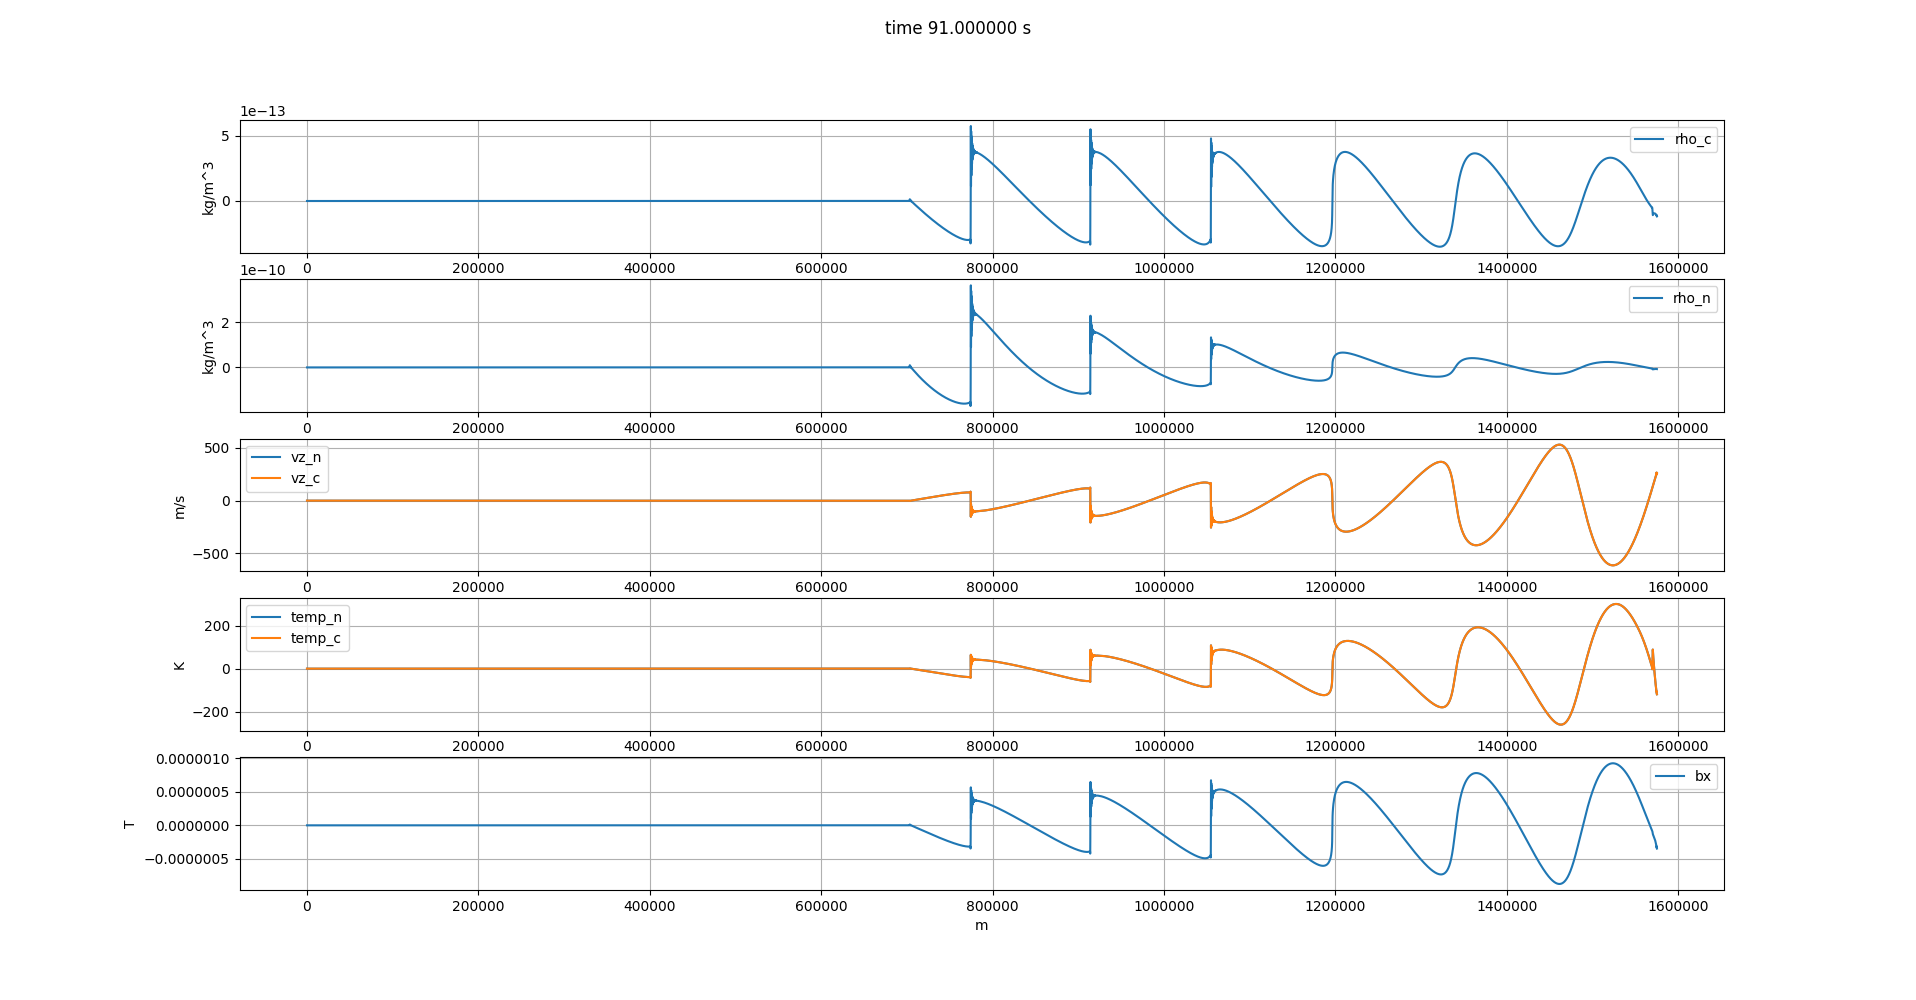 time 91.000000 s
1e−13
5
0
kg/m^3
rho_c
0 200000 400000 600000 800000 1000000 1200000 1400000 1600000
1e−10
2
0
kg/m^3
rho_n
0 200000 400000 600000 800000 1000000 1200000 1400000 1600000
500
0
−500
m/s
vz_n
vz_c
0 200000 400000 600000 800000 1000000 1200000 1400000 1600000
200
0
−200
K
temp_n
temp_c
0 200000 400000 600000 800000 1000000 1200000 1400000 1600000
0.0000010
0.0000005
0.0000000
−0.0000005
T
bx
0 200000 400000 600000 800000 1000000 1200000 1400000 1600000
m